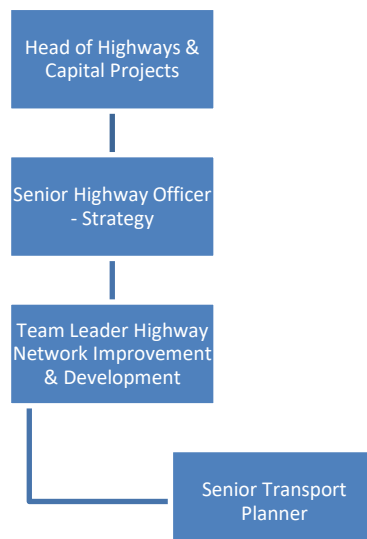 Head of Highways &
Capital Projects
Senior Highway Officer
- Strategy
Team Leader Highway
Network Improvement
& Development
Senior Transport
Planner